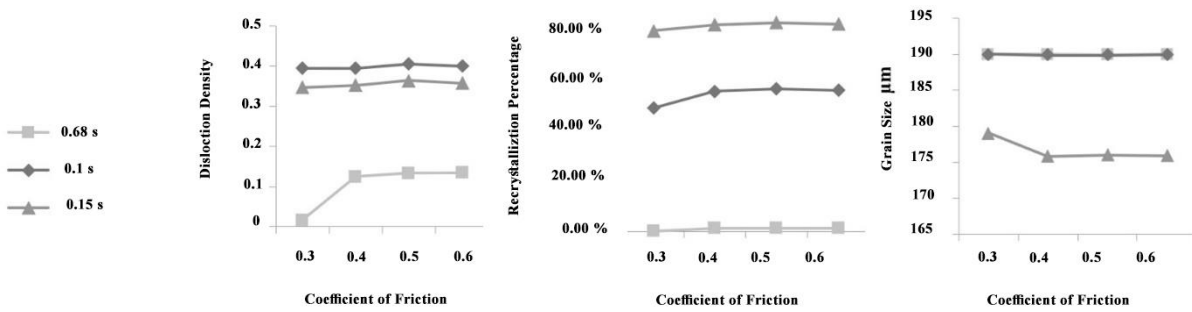 0.68 s
0.1 s
0.15 s
Disloction Density
0.5
0.4
0.3
0.2
0.1
0
0.3 0.4 0.5 0.6
Coefficient of Friction
Recrystalliztion Percentage
80.00 %
60.00 %
40.00 %
20.00 %
0.00 %
0.3 0.4 0.5 0.6
Coefficient of Friction
Grain Size μm
195
190
185
180
175
170
165
0.3 0.4 0.5 0.6
Coefficient of Friction